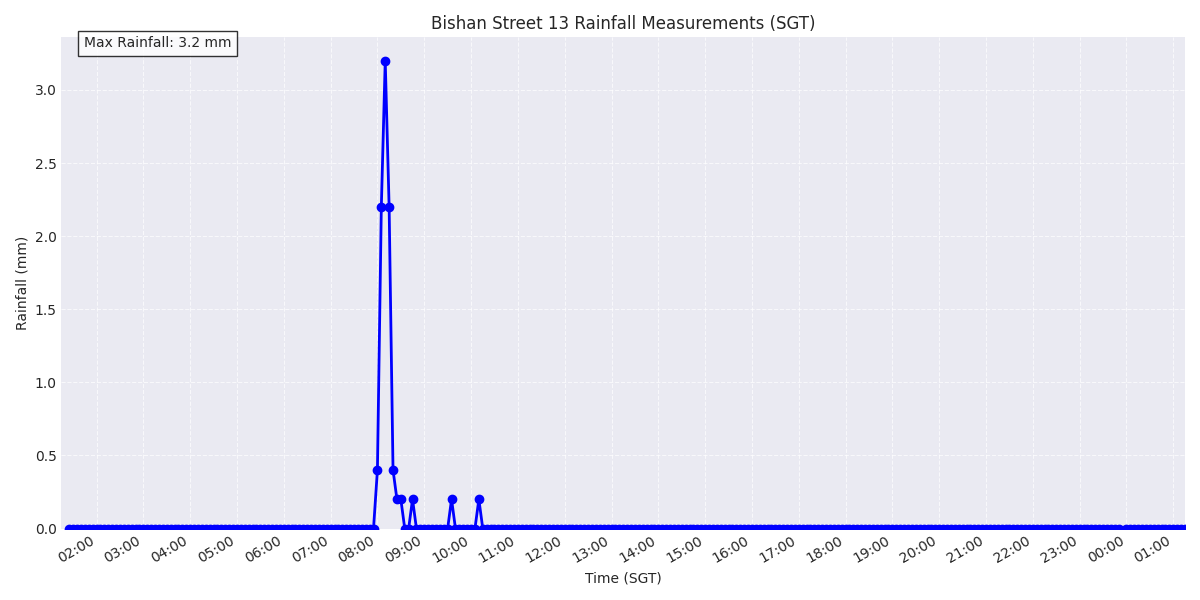 Bishan Street 13 Rainfall Measurements (SGT)
Max Rainfall: 3.2 mm
3.0
2.5
2.0
1.5
1.0
0.5
0.0
Rainfall (mm)
02:00 03:00 04:00 05:00 06:00 07:00 08:00 09:00 10:00 11:00 12:00 13:00 14:00 15:00 16:00 17:00 18:00 19:00 20:00 21:00 22:00 23:00 00:00 01:00
Time (SGT)